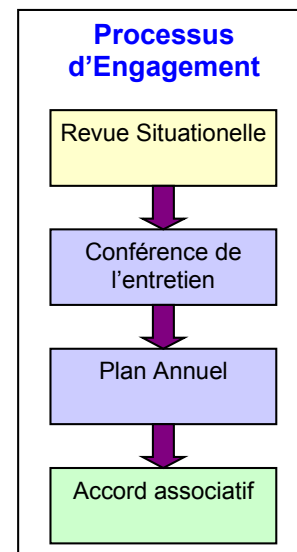 Processus
d'Engagement
Revue Situationelle
Conférence de
l'entretien
Plan Annuel
Accord associatif